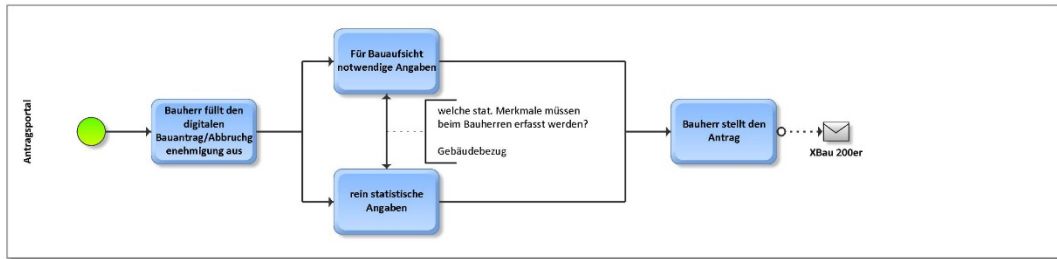 Antragsportal
Bauherr füllt den
digitalen
Bauantrag/Abbruchg
enehmigung aus
Für Bauaufsicht
notwendige Angaben
welche stat. Merkmale müssen
beim Bauherren erfasst werden?
Gebäudebezug
rein statistische
Angaben
Bauherr stellt den
Antrag
XBau 200er